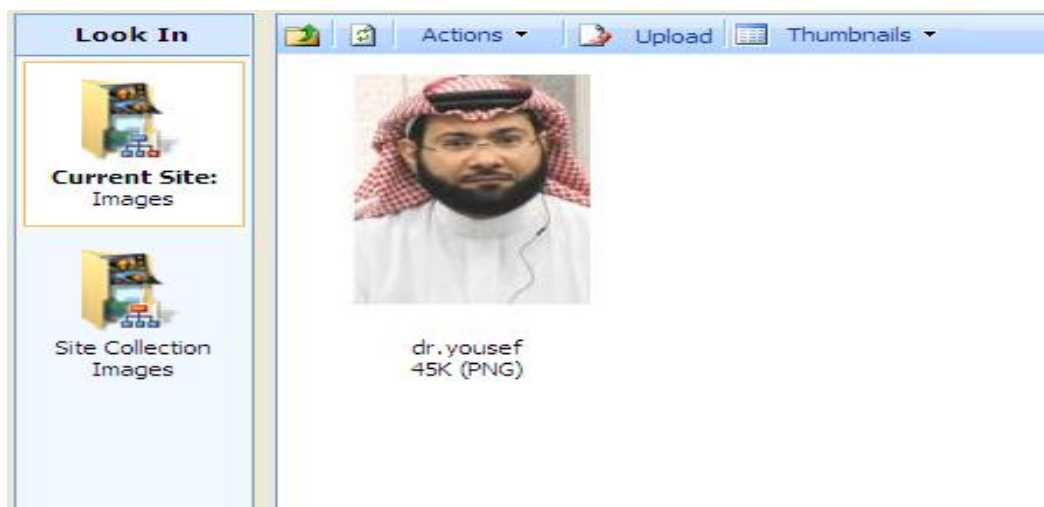 Look In
Actions
Upload
Thumbnails
Current Site:
Images
Site Collection
Images
dr.yousef
45K (PNG)